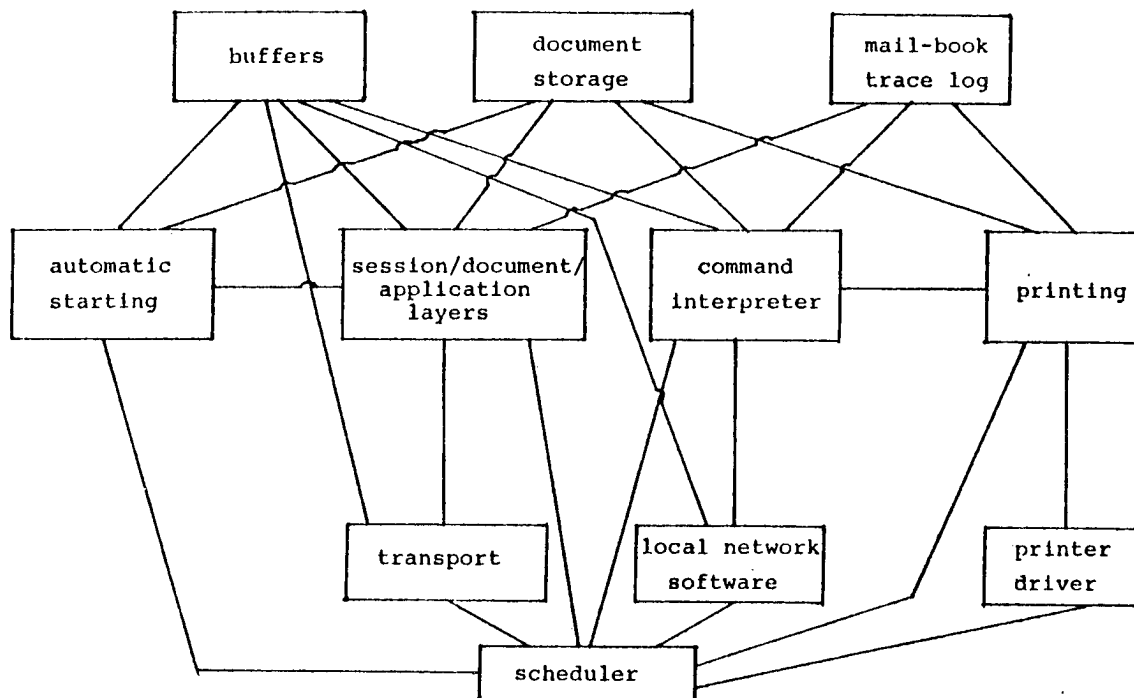 buffers
document
storage
mail-book
trace log
automatic
starting
session/document/
application
layers
command
interpreter
printing
transport
local network
software
printer
driver
scheduler